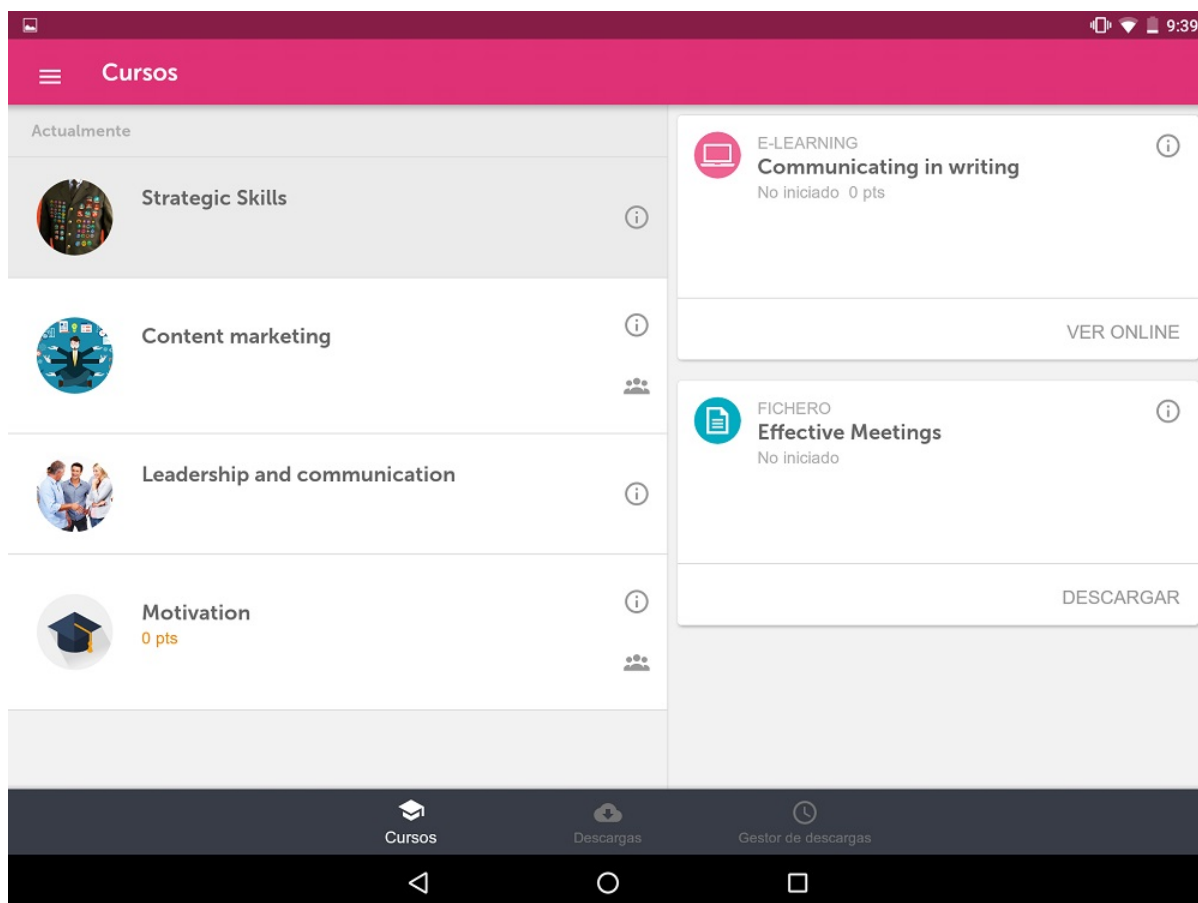 9:39
Cursos
Actualmente
Strategic Skills
Content marketing
Leadership and communication
Motivation
0 pts
E-LEARNING
Communicating in writing
No iniciado 0 pts
VER ONLINE
FICHERO
Effective Meetings
No iniciado
DESCARGAR
Cursos
Descargas
Gestor de descargas